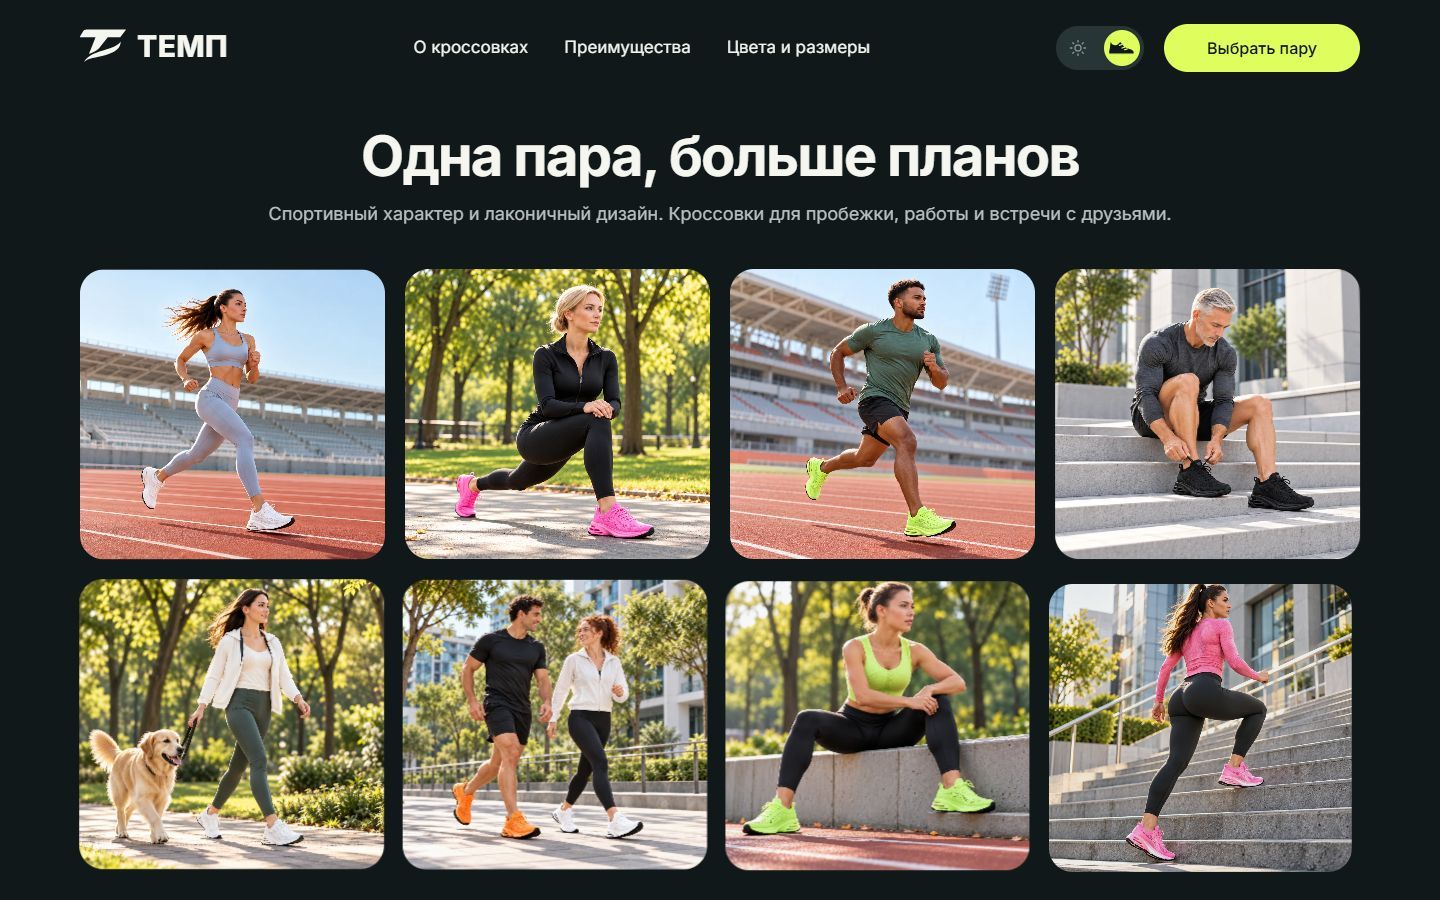 ТЕМП
О кроссовках
Преимущества
Цвета и размеры
Выбрать пару
Одна пара, больше планов
Спортивный характер и лаконичный дизайн. Кроссовки для пробежки, работы и встречи с друзьями.